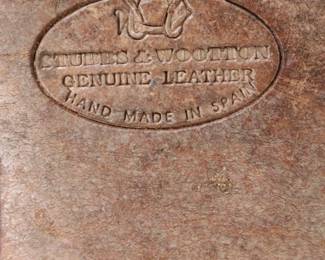 STUBBS & WOOTTON
GENUINE LEATHER
HAND MADE IN SPAIN